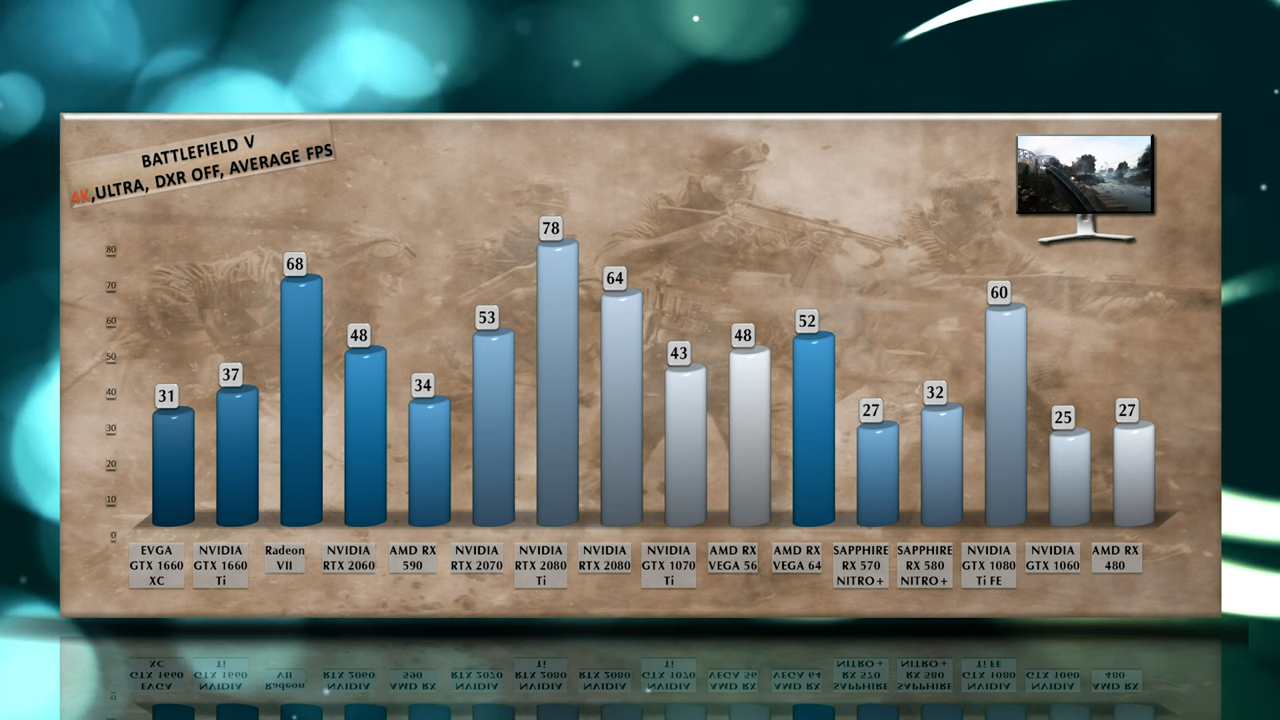 BATTLEFIELD V
4K,ULTRA, DXR OFF, AVERAGE FPS
80
70
60
50
40
30
20
10
0
31
37
68
48
34
53
78
64
43
48
52
27
32
60
25
27
EVGA
GTX 1660
XC
NVIDIA
GTX 1660
Ti
Radeon
VII
NVIDIA
RTX 2060
AMD RX
590
NVIDIA
RTX 2070
NVIDIA
RTX 2080
Ti
NVIDIA
RTX 2080
NVIDIA
GTX 1070
Ti
AMD RX
VEGA 56
AMD RX
VEGA 64
SAPPHIRE
RX 570
NITRO+
SAPPHIRE
RX 580
NITRO+
NVIDIA
GTX 1080
Ti FE
NVIDIA
GTX 1060
AMD RX
480